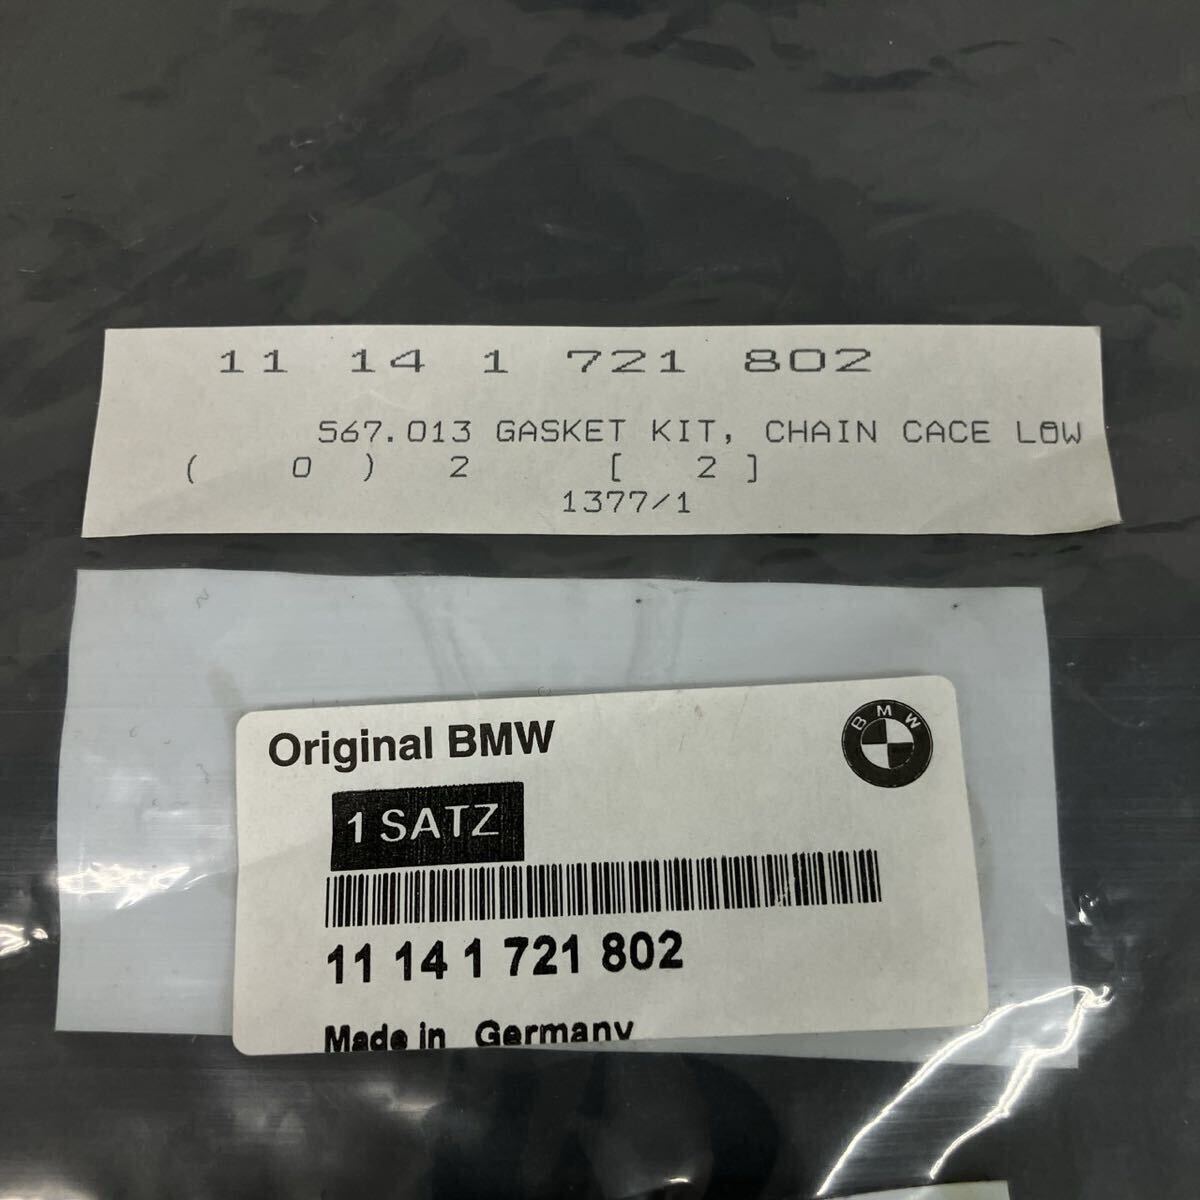 11 14 1 721 802
567.013 GASKET KIT, CHAIN CACE LOW
( 0 ) 2 [ 2 ]
1377/1
Original BMW
BMW
1 SATZ
11 14 1 721 802
Made in Germany